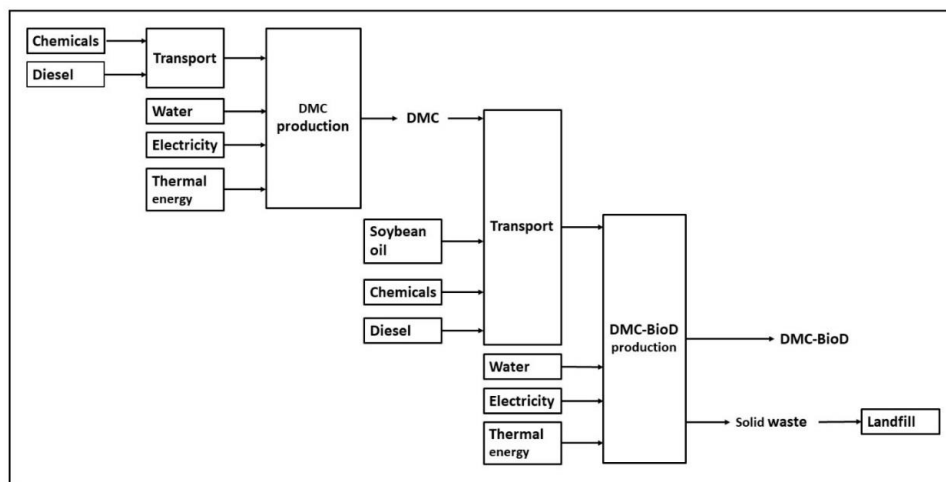 Chemicals
Diesel
Transport
Water
Electricity
Thermal
energy
DMC
production
DMC
Soybean
oil
Chemicals
Diesel
Transport
Water
Electricity
Thermal
energy
DMC-BioD
production
DMC-BioD
Solid waste
Landfill